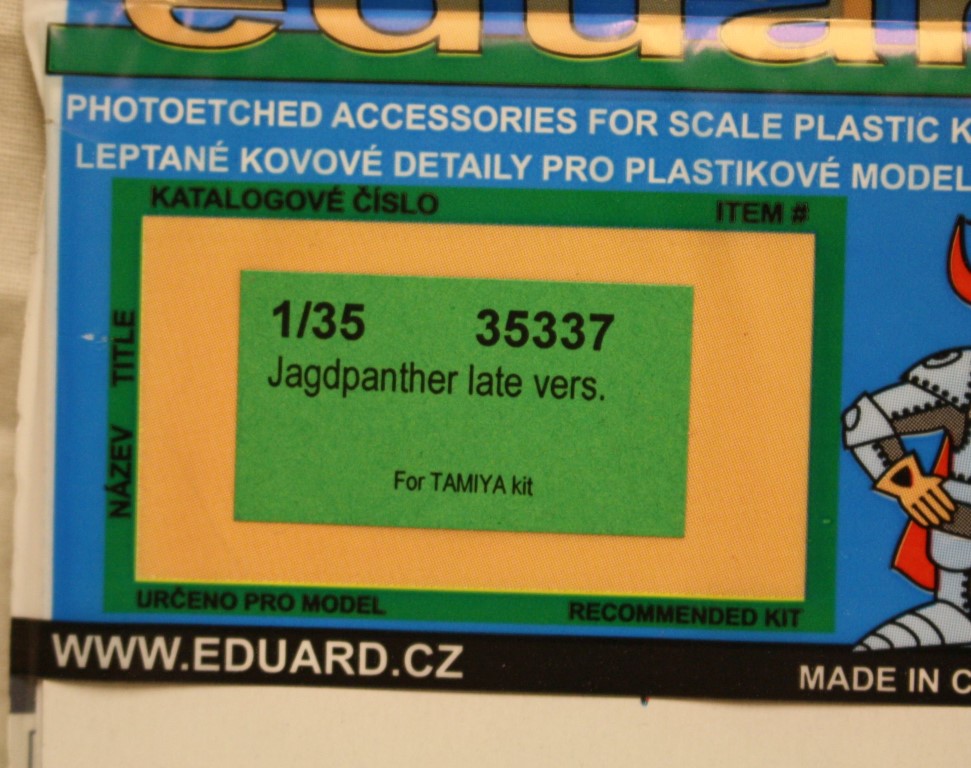 eduar
PHOTOETCHED ACCESSORIES FOR SCALE PLASTIC K
LEPTANÉ KOVOVÉ DETAILY PRO PLASTIKOVÉ MODEL
KATALOGOVÉ ČÍSLO ITEM #
NÁZEV TITLE
1/35 35337
Jagdpanther late vers.
For TAMIYA kit
URČENO PRO MODEL RECOMMENDED KIT
WWW.EDUARD.CZ MADE IN C